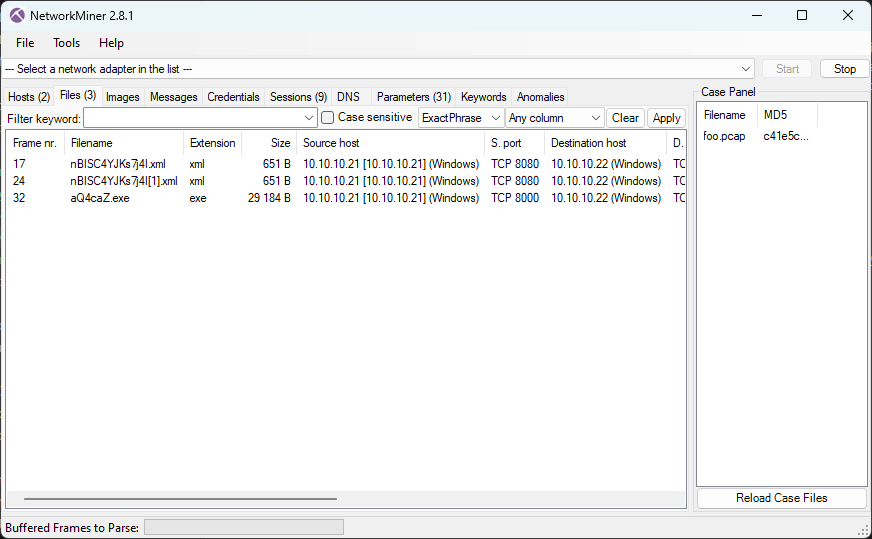 NetworkMiner 2.8.1
File Tools Help
--- Select a network adapter in the list ---
Start
Stop
Hosts (2) Files (3) Images Messages Credentials Sessions (9) DNS Parameters (31) Keywords Anomalies
Filter keyword: Case sensitive ExactPhrase Any column Clear Apply
Frame nr. Filename Extension Size Source host S. port Destination host D.
17 nBISC4YJKs7j4I.xml xml 651 B 10.10.10.21 [10.10.10.21] (Windows) TCP 8080 10.10.10.22 (Windows) TC
24 nBISC4YJKs7j4I[1].xml xml 651 B 10.10.10.21 [10.10.10.21] (Windows) TCP 8080 10.10.10.22 (Windows) TC
32 aQ4caZ.exe exe 29 184 B 10.10.10.21 [10.10.10.21] (Windows) TCP 8000 10.10.10.22 (Windows) TC
Case Panel
Filename MD5
foo.pcap c41e5c...
Reload Case Files
Buffered Frames to Parse: